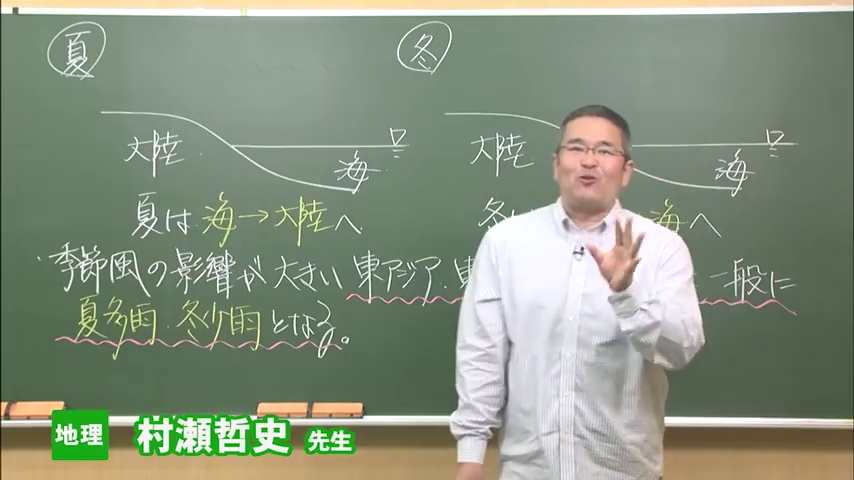 夏
冬
大陸
海
大陸
海
夏は 海→大陸へ
冬 海へ
季節風の影響が大きい 東アジア・東 一般に
夏多雨・冬少雨となる。
地理 村瀬哲史 先生